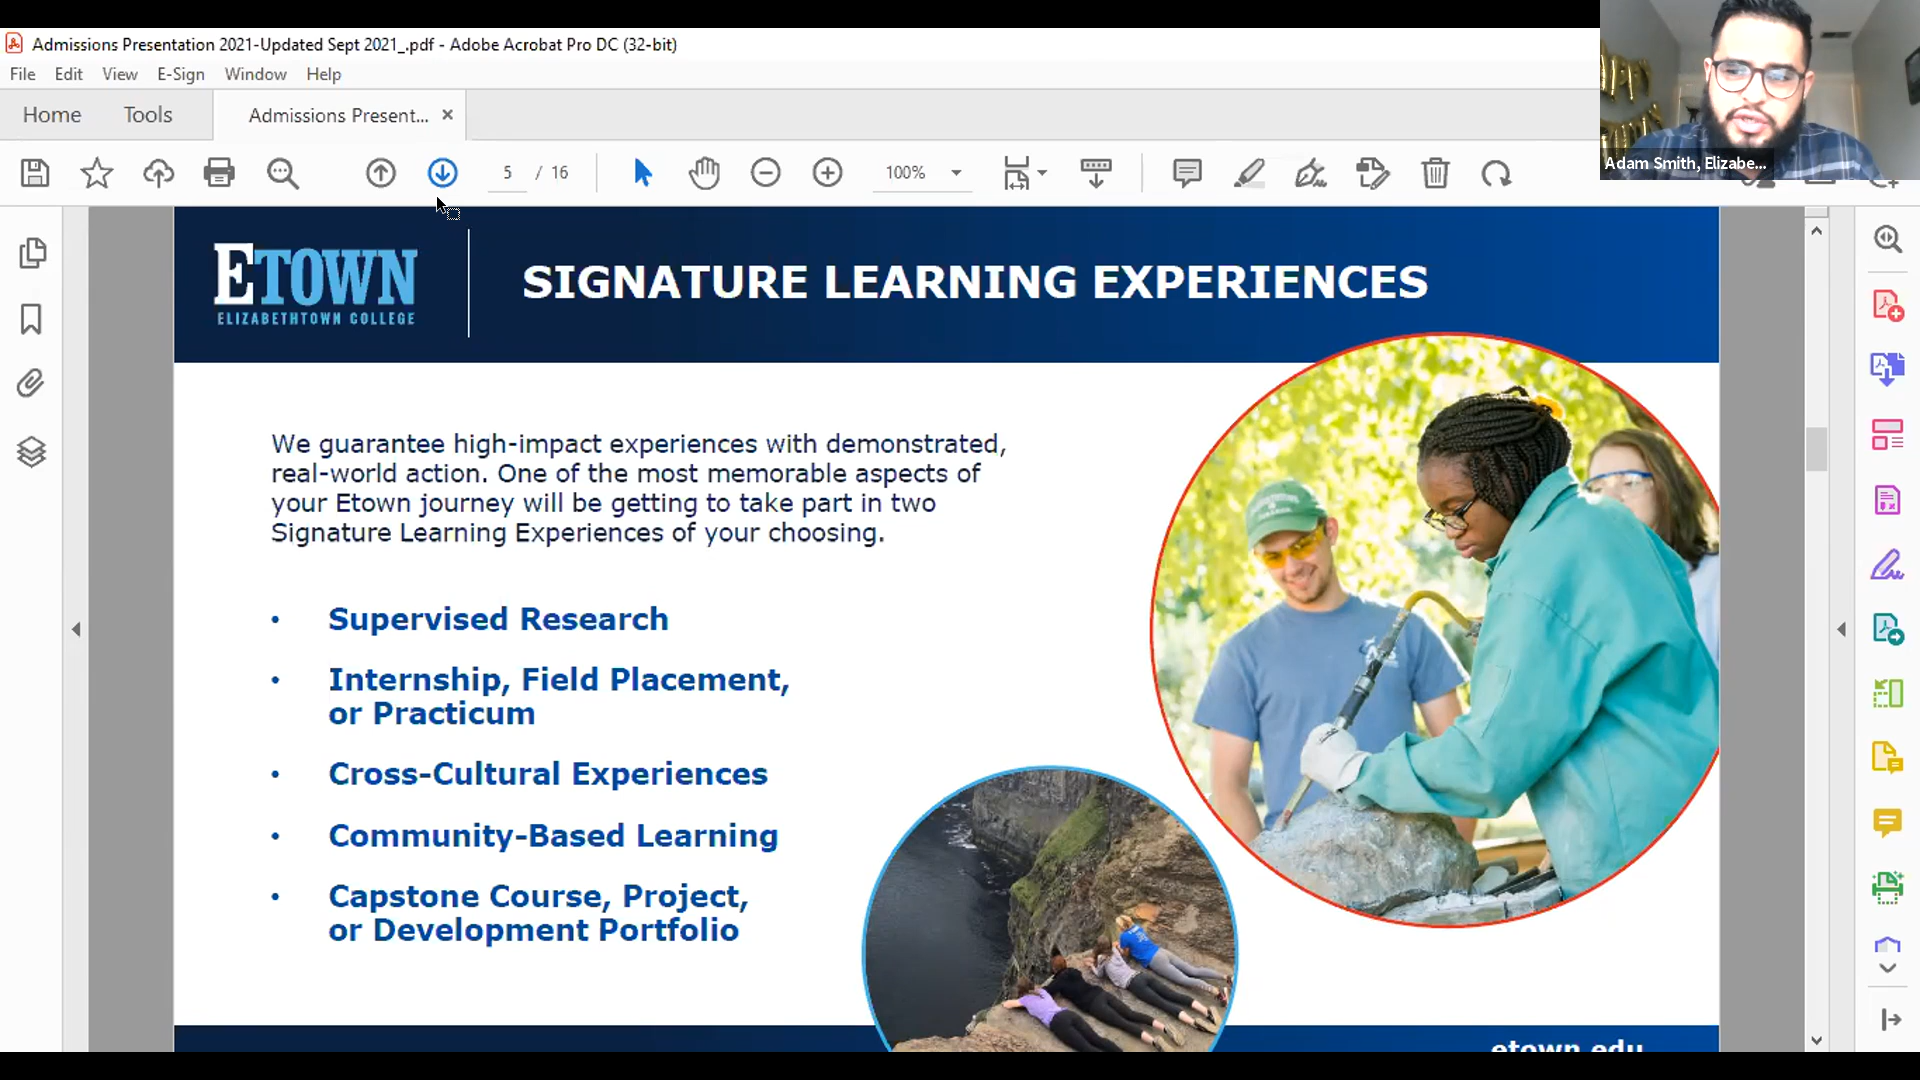 Admissions Presentation 2021-Updated Sept 2021_.pdf - Adobe Acrobat Pro DC (32-bit)
File Edit View E-Sign Window Help
Home Tools Admissions Present... ×
5 / 16 100%
Adam Smith, Elizabe...
ETOWN
ELIZABETHTOWN COLLEGE
SIGNATURE LEARNING EXPERIENCES
We guarantee high-impact experiences with demonstrated,
real-world action. One of the most memorable aspects of
your Etown journey will be getting to take part in two
Signature Learning Experiences of your choosing.
• Supervised Research
• Internship, Field Placement,
or Practicum
• Cross-Cultural Experiences
• Community-Based Learning
• Capstone Course, Project,
or Development Portfolio
etown.edu